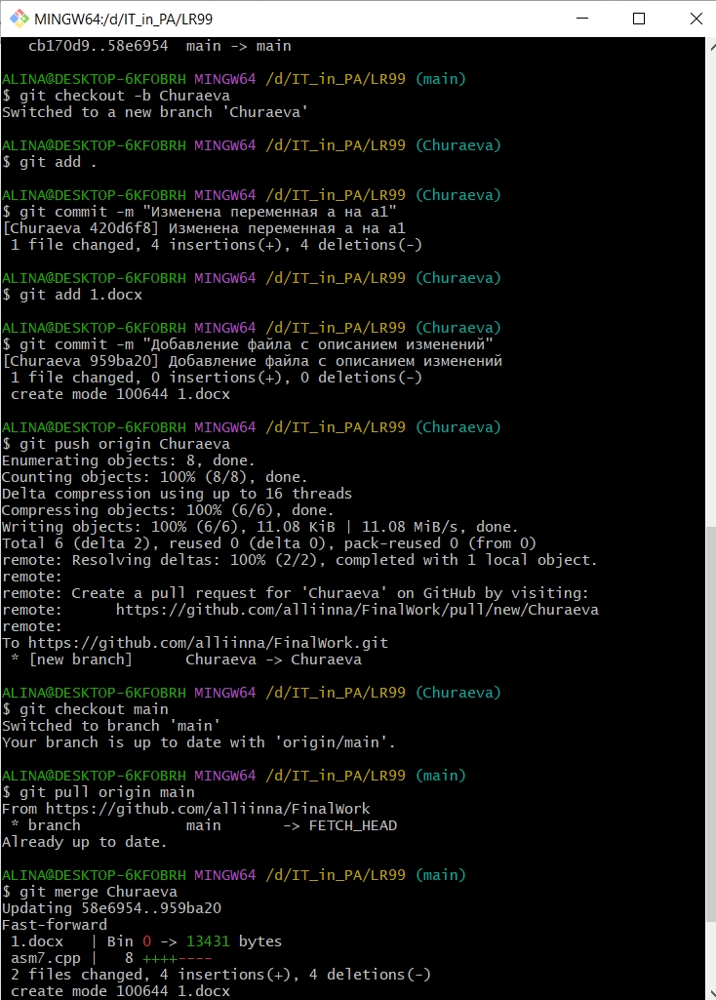 MINGW64:/d/IT_in_PA/LR99
cb170d9..58e6954  main -> main
ALINA@DESKTOP-6KFOBRH MINGW64 /d/IT_in_PA/LR99 (main)
$ git checkout -b Churaeva
Switched to a new branch 'Churaeva'
ALINA@DESKTOP-6KFOBRH MINGW64 /d/IT_in_PA/LR99 (Churaeva)
$ git add .
ALINA@DESKTOP-6KFOBRH MINGW64 /d/IT_in_PA/LR99 (Churaeva)
$ git commit -m "Изменена переменная а на а1"
[Churaeva 420d6f8] Изменена переменная а на а1
 1 file changed, 4 insertions(+), 4 deletions(-)
ALINA@DESKTOP-6KFOBRH MINGW64 /d/IT_in_PA/LR99 (Churaeva)
$ git add 1.docx
ALINA@DESKTOP-6KFOBRH MINGW64 /d/IT_in_PA/LR99 (Churaeva)
$ git commit -m "Добавление файла с описанием изменений"
[Churaeva 959ba20] Добавление файла с описанием изменений
 1 file changed, 0 insertions(+), 0 deletions(-)
 create mode 100644 1.docx
ALINA@DESKTOP-6KFOBRH MINGW64 /d/IT_in_PA/LR99 (Churaeva)
$ git push origin Churaeva
Enumerating objects: 8, done.
Counting objects: 100% (8/8), done.
Delta compression using up to 16 threads
Compressing objects: 100% (6/6), done.
Writing objects: 100% (6/6), 11.08 KiB | 11.08 MiB/s, done.
Total 6 (delta 2), reused 0 (delta 0), pack-reused 0 (from 0)
remote: Resolving deltas: 100% (2/2), completed with 1 local object.
remote:
remote: Create a pull request for 'Churaeva' on GitHub by visiting:
remote:      https://github.com/alliinna/FinalWork/pull/new/Churaeva
remote:
To https://github.com/alliinna/FinalWork.git
 * [new branch]      Churaeva -> Churaeva
ALINA@DESKTOP-6KFOBRH MINGW64 /d/IT_in_PA/LR99 (Churaeva)
$ git checkout main
Switched to branch 'main'
Your branch is up to date with 'origin/main'.
ALINA@DESKTOP-6KFOBRH MINGW64 /d/IT_in_PA/LR99 (main)
$ git pull origin main
From https://github.com/alliinna/FinalWork
 * branch            main       -> FETCH_HEAD
Already up to date.
ALINA@DESKTOP-6KFOBRH MINGW64 /d/IT_in_PA/LR99 (main)
$ git merge Churaeva
Updating 58e6954..959ba20
Fast-forward
 1.docx   | Bin 0 -> 13431 bytes
 asm7.cpp |   8 ++++----
 2 files changed, 4 insertions(+), 4 deletions(-)
 create mode 100644 1.docx